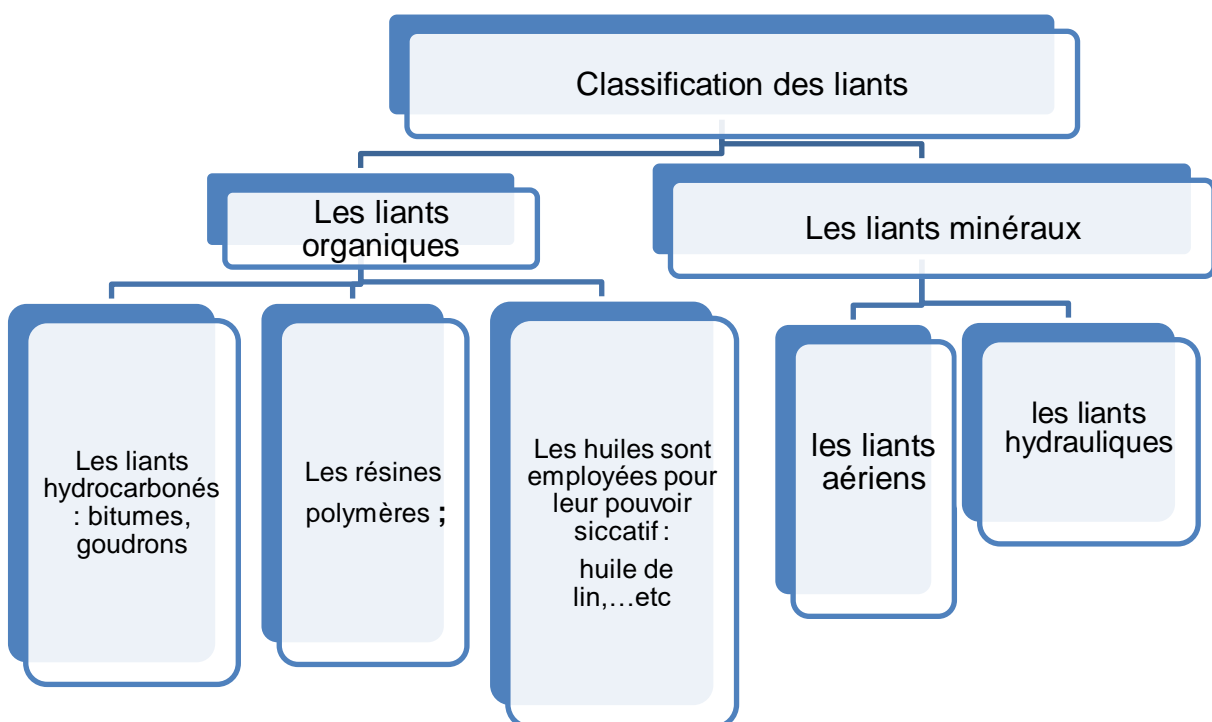 Classification des liants
Les liants
organiques
Les liants minéraux
Les liants
hydrocarbonés
: bitumes,
goudrons
Les résines
polymères ;
Les huiles sont
employées pour
leur pouvoir
siccatif :
huile de
lin,…etc
les liants
aériens
les liants
hydrauliques